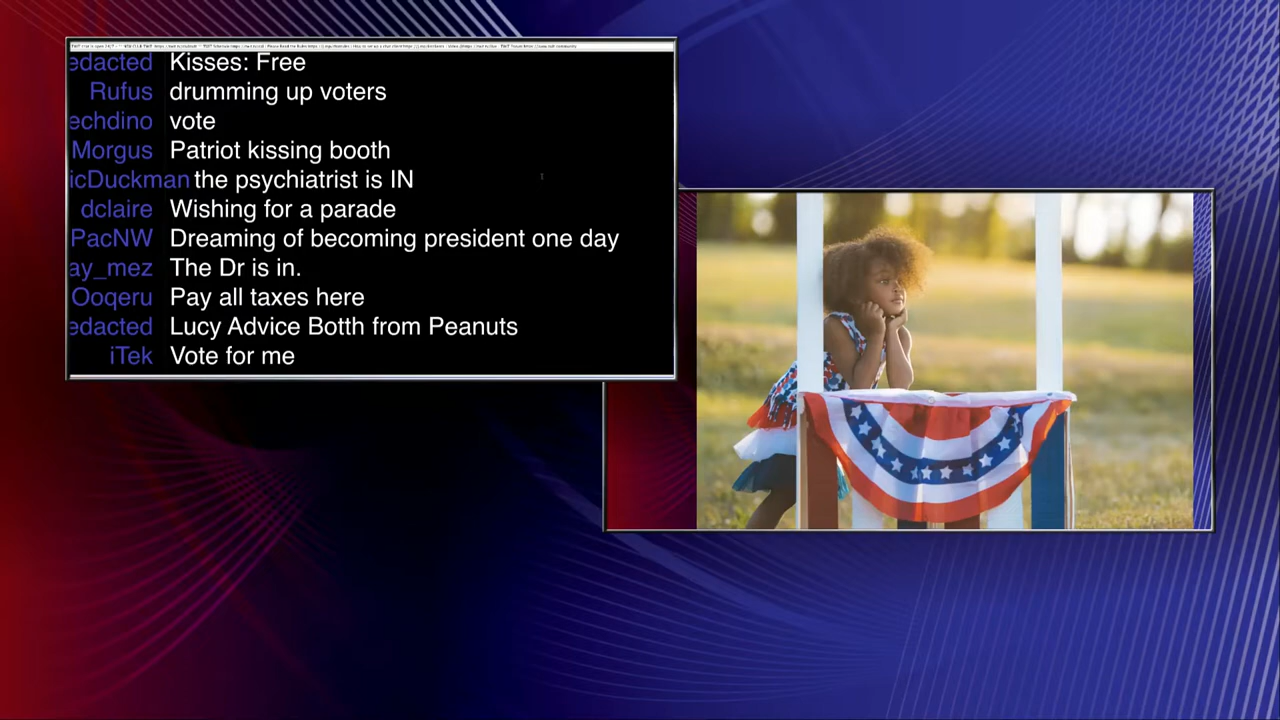 edacted Kisses: Free
Rufus drumming up voters
echdino vote
Morgus Patriot kissing booth
icDuckman the psychiatrist is IN
dclaire Wishing for a parade
PacNW Dreaming of becoming president one day
ay_mez The Dr is in.
Ooqeru Pay all taxes here
edacted Lucy Advice Botth from Peanuts
iTek Vote for me